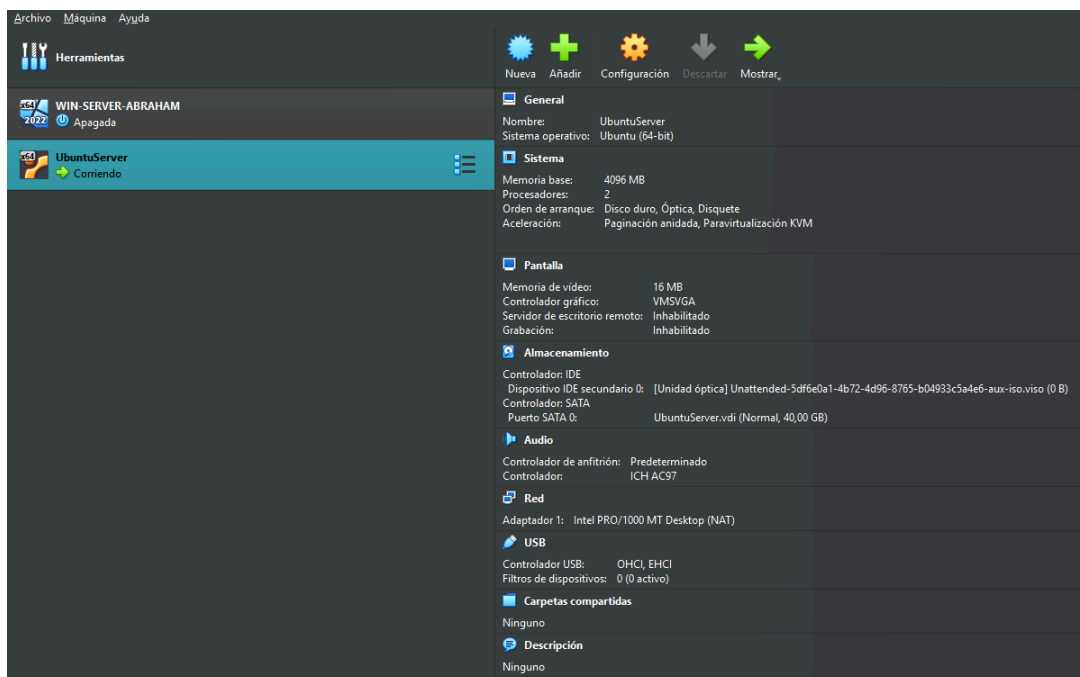 Archivo Máquina Ayuda
Herramientas
Nueva Añadir Configuración Descartar Mostrar
x64 2022 WIN-SERVER-ABRAHAM
Apagada
x64 UbuntuServer
Corriendo
General
Nombre: UbuntuServer
Sistema operativo: Ubuntu (64-bit)
Sistema
Memoria base: 4096 MB
Procesadores: 2
Orden de arranque: Disco duro, Óptica, Disquete
Aceleración: Paginación anidada, Paravirtualización KVM
Pantalla
Memoria de vídeo: 16 MB
Controlador gráfico: VMSVGA
Servidor de escritorio remoto: Inhabilitado
Grabación: Inhabilitado
Almacenamiento
Controlador: IDE
Dispositivo IDE secundario 0: [Unidad óptica] Unattended-5df6e0a1-4b72-4d96-8765-b04933c5a4e6-aux-iso.viso (0 B)
Controlador: SATA
Puerto SATA 0: UbuntuServer.vdi (Normal, 40,00 GB)
Audio
Controlador de anfitrión: Predeterminado
Controlador: ICH AC97
Red
Adaptador 1: Intel PRO/1000 MT Desktop (NAT)
USB
Controlador USB: OHCI, EHCI
Filtros de dispositivos: 0 (0 activo)
Carpetas compartidas
Ninguno
Descripción
Ninguno